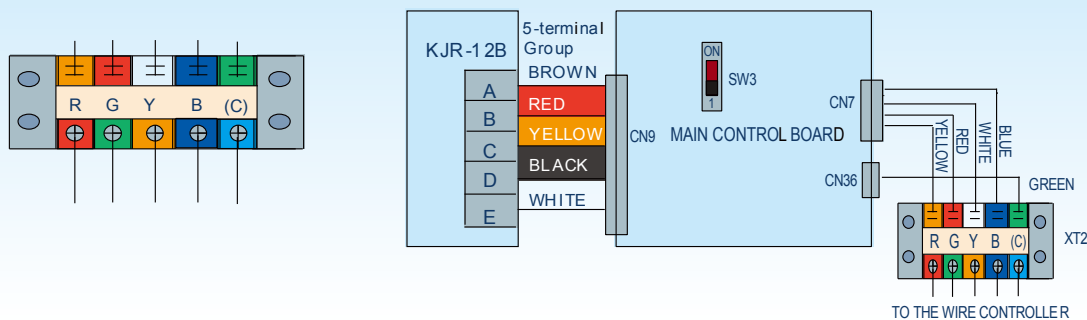 R G Y B (C)
KJR-12B
5-terminal
Group
BROWN
A
RED
B
YELLOW
C
BLACK
D
WHITE
E
CN9
ON
1
SW3
MAIN CONTROL BOARD
CN7
CN36
YELLOW
RED
WHITE
BLUE
GREEN
R G Y B (C)
XT2
TO THE WIRE CONTROLLER